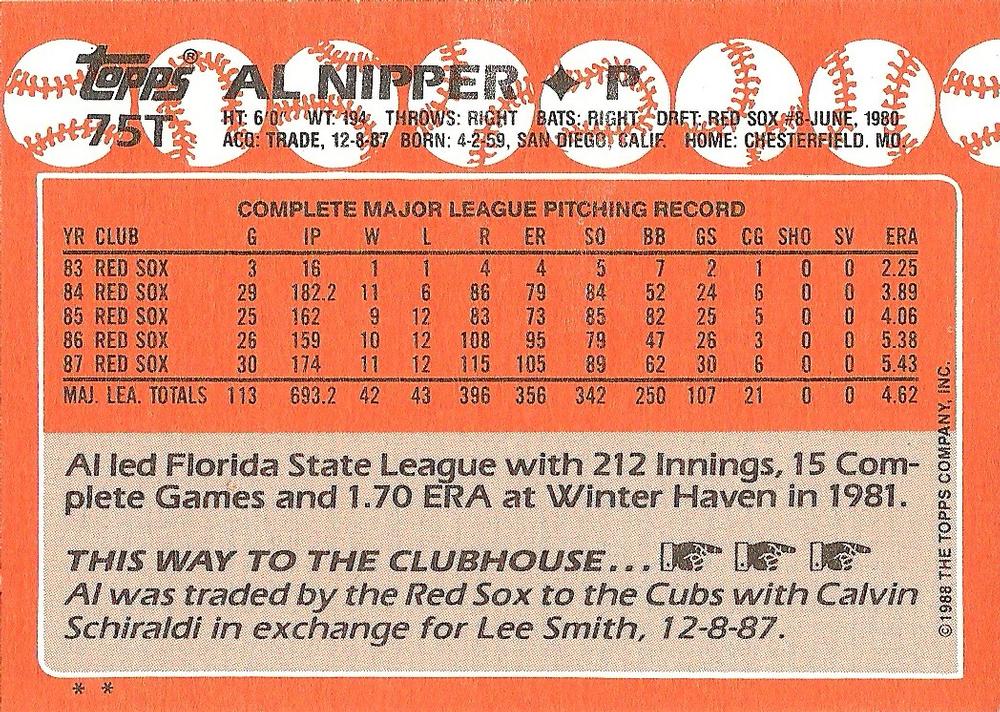 topps® AL NIPPER ◆ P
75T HT: 6'0" WT: 194 THROWS: RIGHT BATS: RIGHT DRFT: RED SOX #8-JUNE, 1980
ACQ: TRADE, 12-8-87 BORN: 4-2-59, SAN DIEGO, CALIF. HOME: CHESTERFIELD. MO.
COMPLETE MAJOR LEAGUE PITCHING RECORD
YR CLUB G IP W L R ER SO BB GS CG SHO SV ERA
83 RED SOX 3 16 1 1 4 4 5 7 2 1 0 0 2.25
84 RED SOX 29 182.2 11 6 86 79 84 52 24 6 0 0 3.89
85 RED SOX 25 162 9 12 83 73 85 82 25 5 0 0 4.06
86 RED SOX 26 159 10 12 108 95 79 47 26 3 0 0 5.38
87 RED SOX 30 174 11 12 115 105 89 62 30 6 0 0 5.43
MAJ. LEA. TOTALS 113 693.2 42 43 396 356 342 250 107 21 0 0 4.62
Al led Florida State League with 212 Innings, 15 Com-
plete Games and 1.70 ERA at Winter Haven in 1981.
THIS WAY TO THE CLUBHOUSE...
Al was traded by the Red Sox to the Cubs with Calvin
Schiraldi in exchange for Lee Smith, 12-8-87.
©1988 THE TOPPS COMPANY, INC.
* *